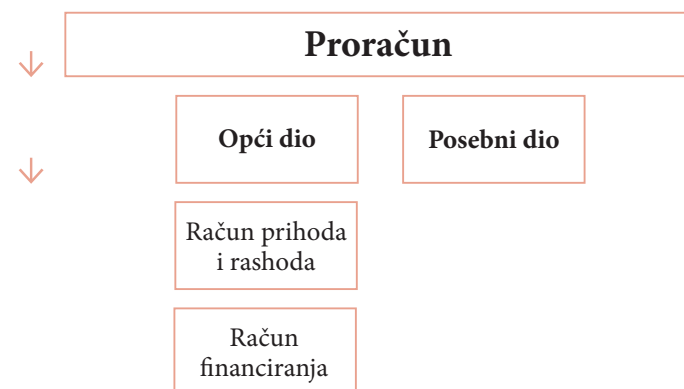 Proračun
Opći dio
Posebni dio
Račun prihoda
i rashoda
Račun
financiranja